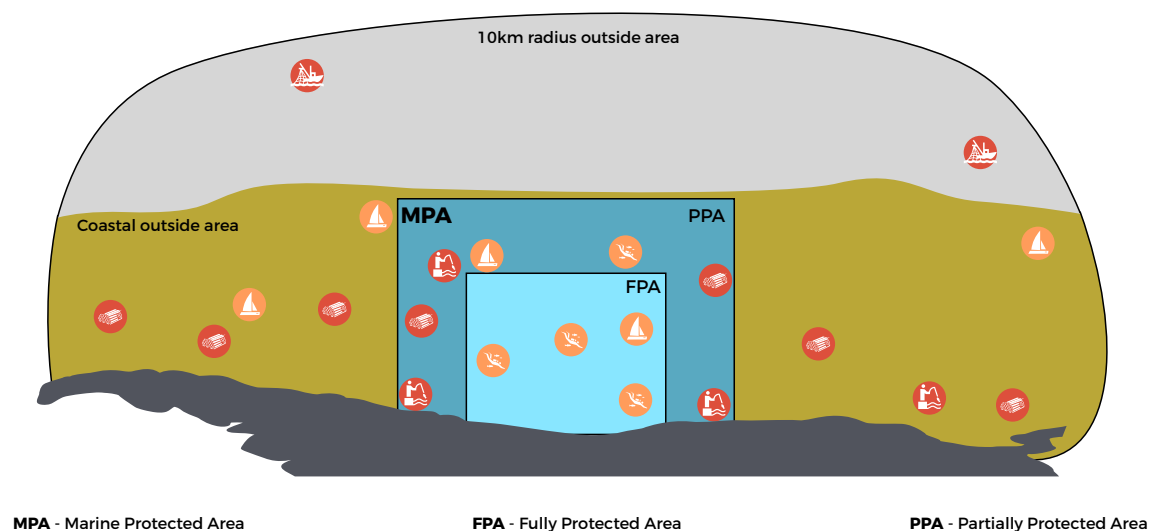 10km radius outside area
Coastal outside area
MPA
PPA
FPA
MPA - Marine Protected Area
FPA - Fully Protected Area
PPA - Partially Protected Area